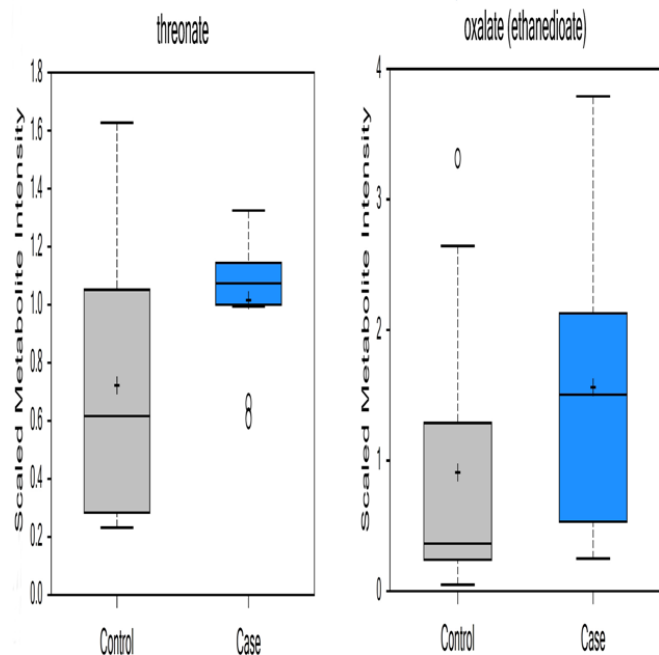 threonate
Scaled Metabolite Intensity
1.8
1.6
1.4
1.2
1.0
0.8
0.6
0.4
0.2
0.0
Control Case
oxalate (ethanedioate)
Scaled Metabolite Intensity
4
3
2
1
0
Control Case